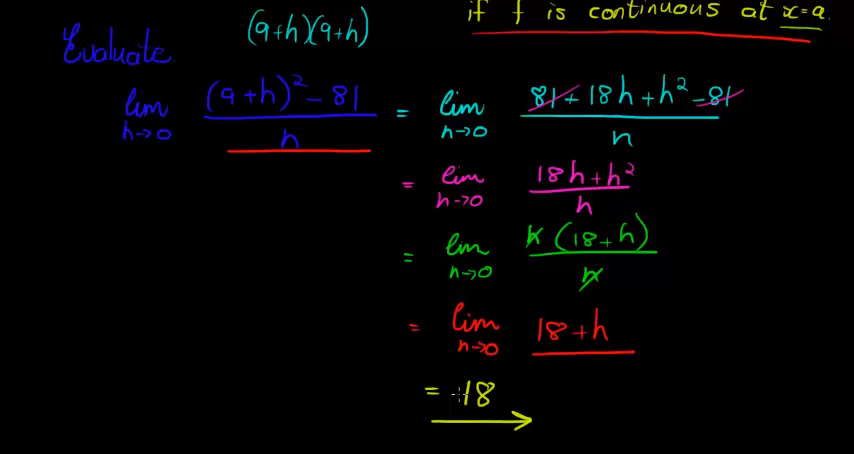 if f is continuous at x=a.
(9+h)(9+h)
Evaluate
lim h→0 (9+h)² - 81 / h = lim h→0 81 + 18h + h² - 81 / h
= lim h→0 18h + h² / h
= lim h→0 h (18 + h) / h
= lim h→0 18 + h
= 18